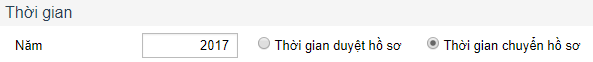 Thời gian
Năm 2017 Thời gian duyệt hồ sơ Thời gian chuyển hồ sơ